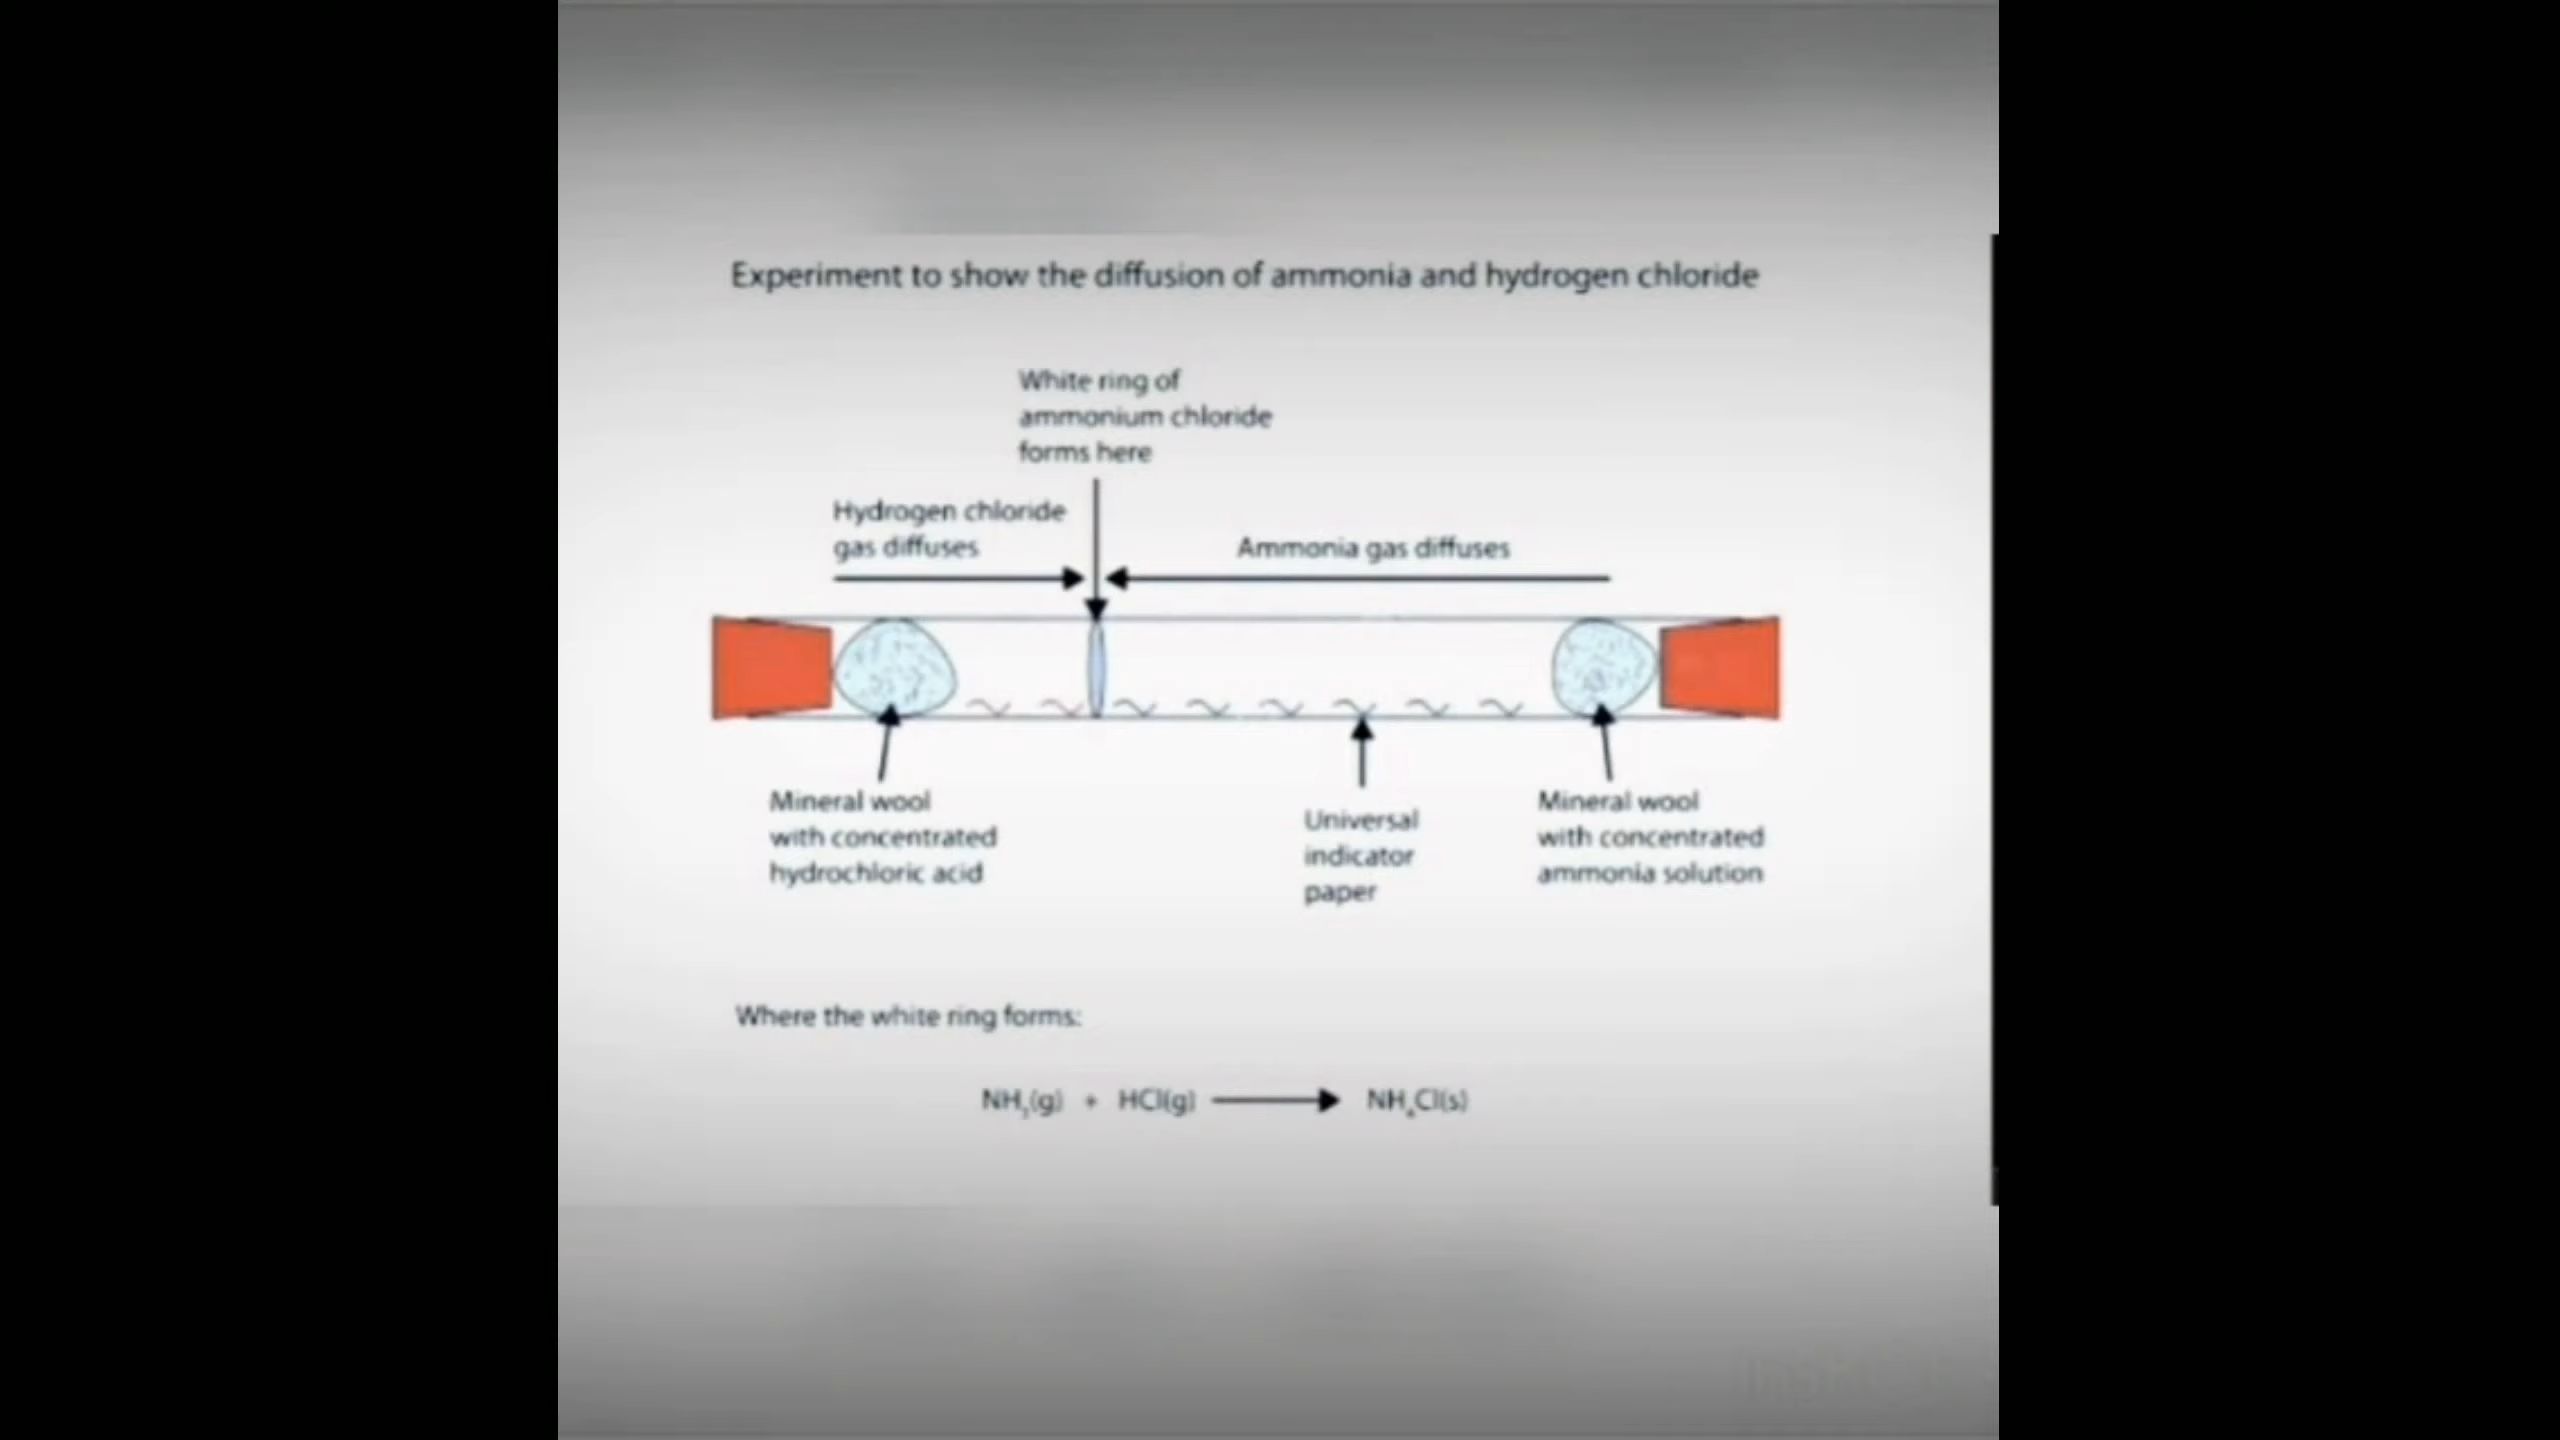 Experiment to show the diffusion of ammonia and hydrogen chloride
White ring of
ammonium chloride
forms here
Hydrogen chloride
gas diffuses
Ammonia gas diffuses
Mineral wool
with concentrated
hydrochloric acid
Universal
indicator
paper
Mineral wool
with concentrated
ammonia solution
Where the white ring forms:
NH₃(g) + HCl(g) → NH₄Cl(s)